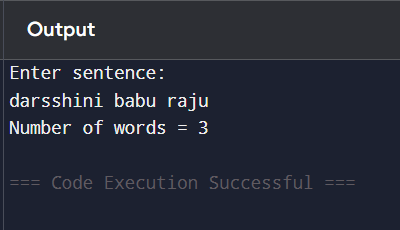 Output
Enter sentence:
darsshini babu raju
Number of words = 3
=== Code Execution Successful ===